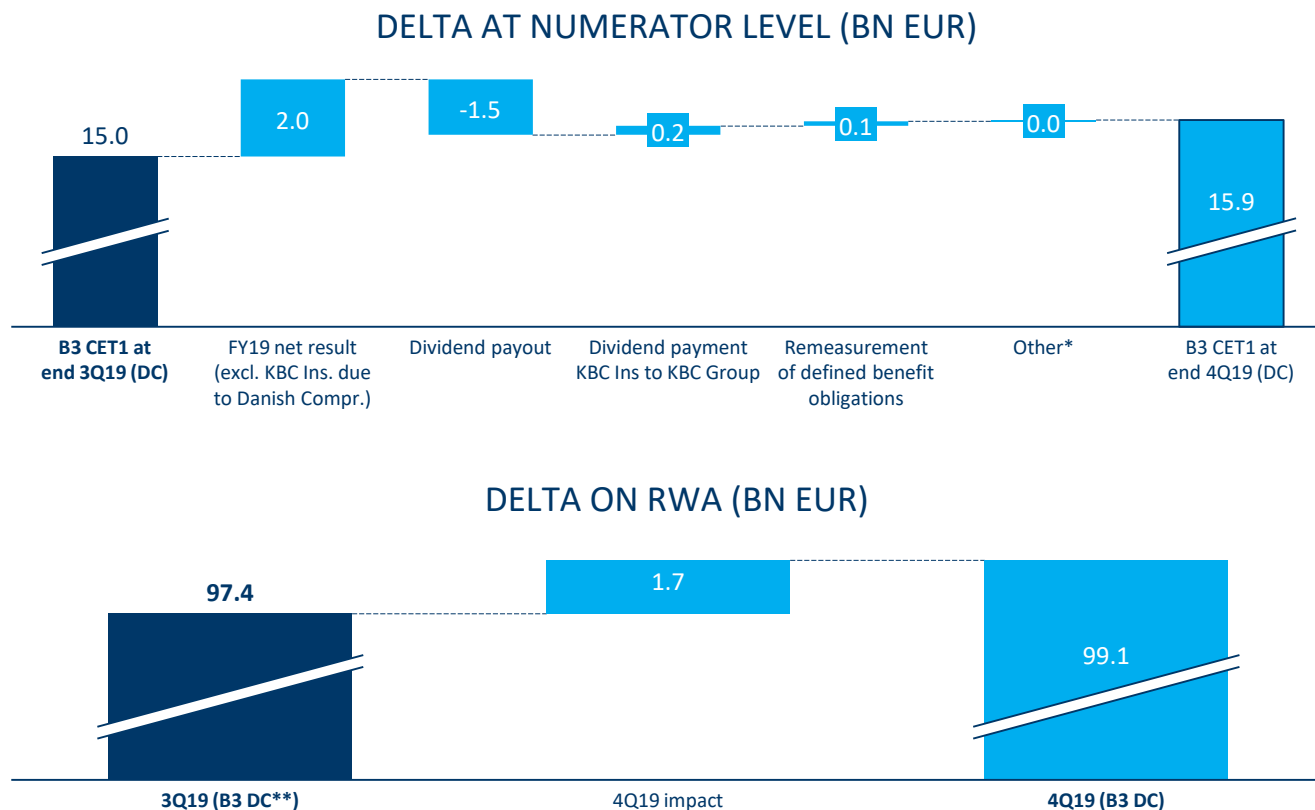 DELTA AT NUMERATOR LEVEL (BN EUR)
15.0
2.0
-1.5
0.2
0.1
0.0
15.9
B3 CET1 at
end 3Q19 (DC)
FY19 net result
(excl. KBC Ins. due
to Danish Compr.)
Dividend payout
Dividend payment
KBC Ins to KBC Group
Remeasurement
of defined benefit
obligations
Other*
B3 CET1 at
end 4Q19 (DC)
DELTA ON RWA (BN EUR)
97.4
1.7
99.1
3Q19 (B3 DC**)
4Q19 impact
4Q19 (B3 DC)